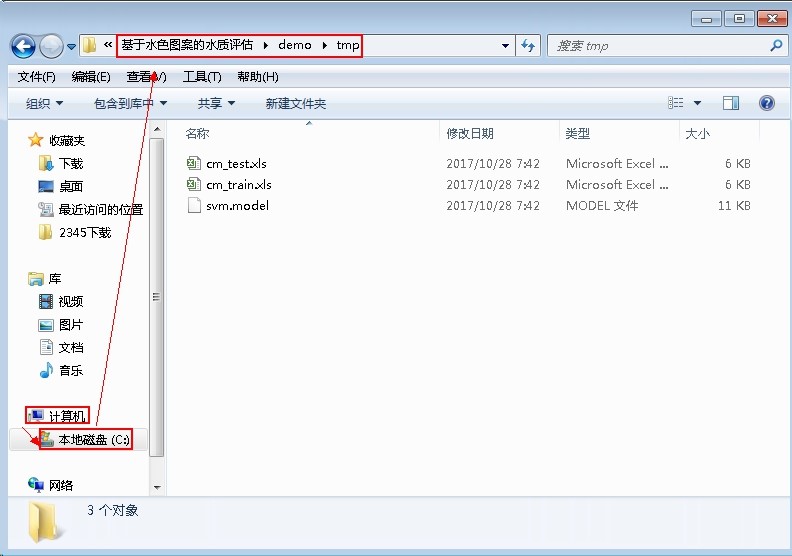 « 基于水色图案的水质评估 demo tmp 搜索 tmp
文件(F) 编辑(E) 查看(V) 工具(T) 帮助(H)
组织 包含到库中 共享 新建文件夹
名称 修改日期 类型 大小
cm_test.xls 2017/10/28 7:42 Microsoft Excel ... 6 KB
cm_train.xls 2017/10/28 7:42 Microsoft Excel ... 6 KB
svm.model 2017/10/28 7:42 MODEL 文件 11 KB
收藏夹
下载
桌面
最近访问的位置
2345下载
库
视频
图片
文档
音乐
计算机
本地磁盘 (C:)
网络
3 个对象